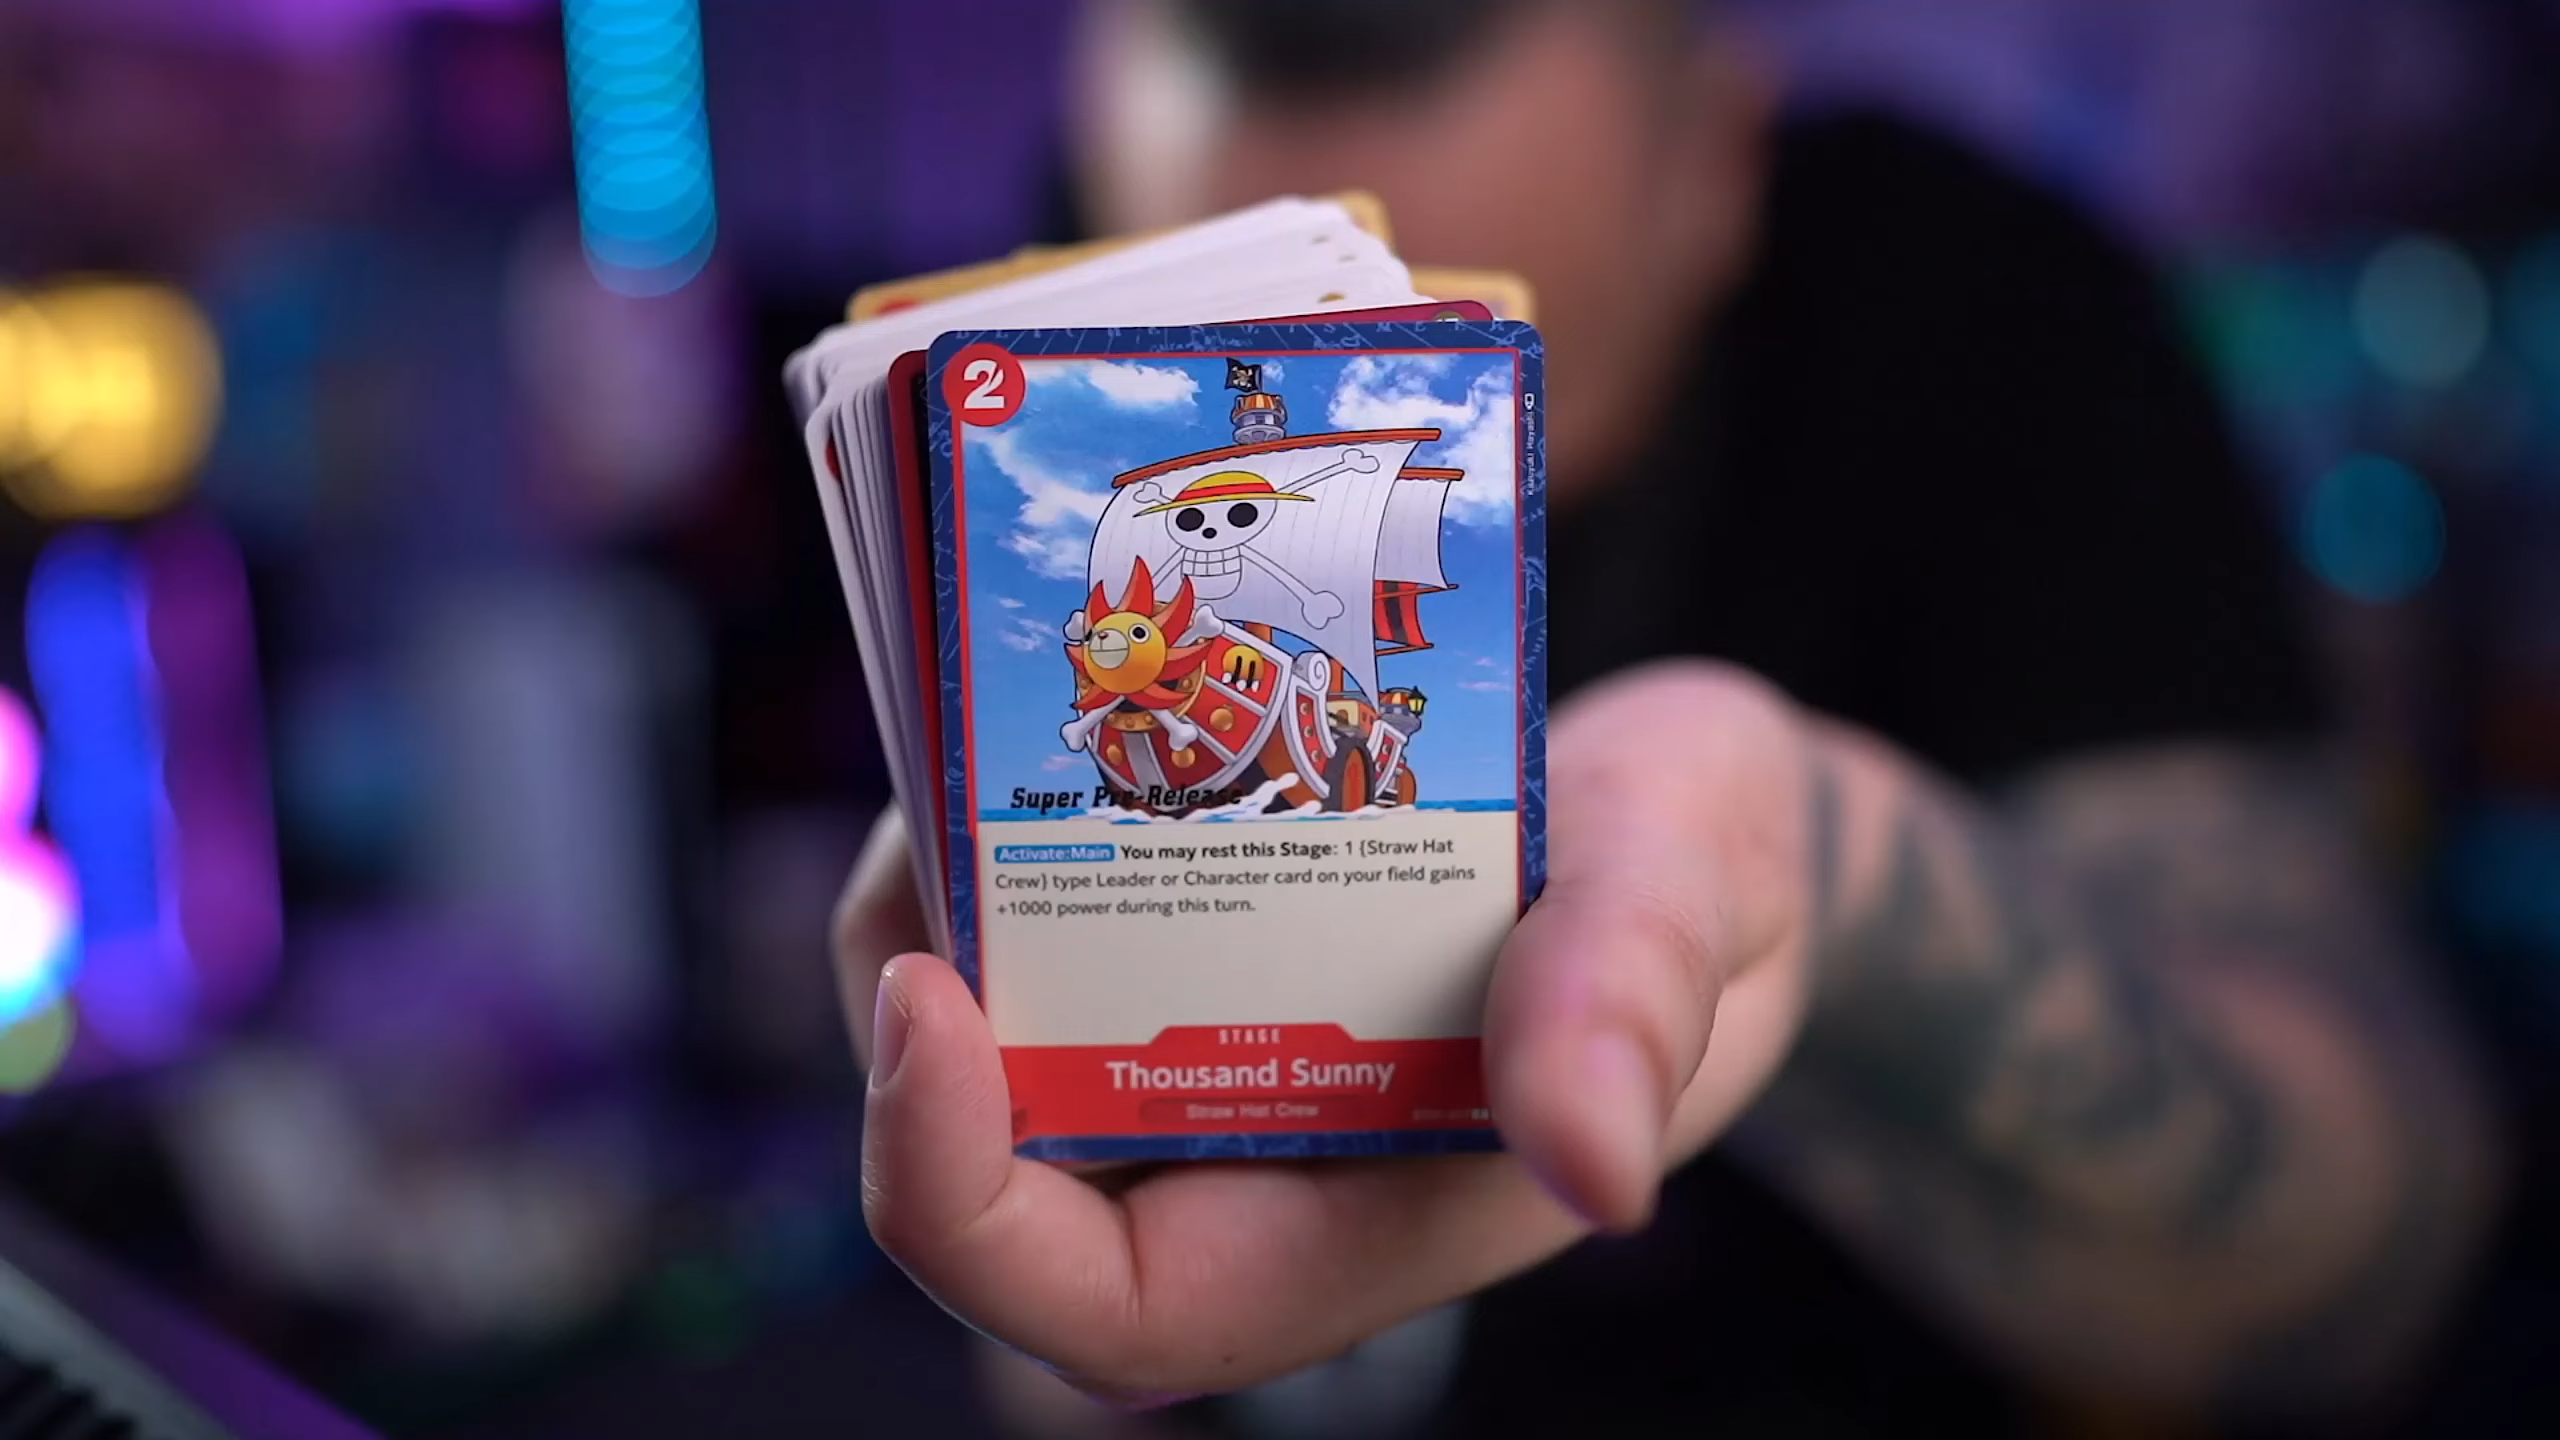 2
Super Pre-Release
Activate:Main You may rest this Stage: 1 {Straw Hat
Crew} type Leader or Character card on your field gains
+1000 power during this turn.
STAGE
Thousand Sunny
Straw Hat Crew